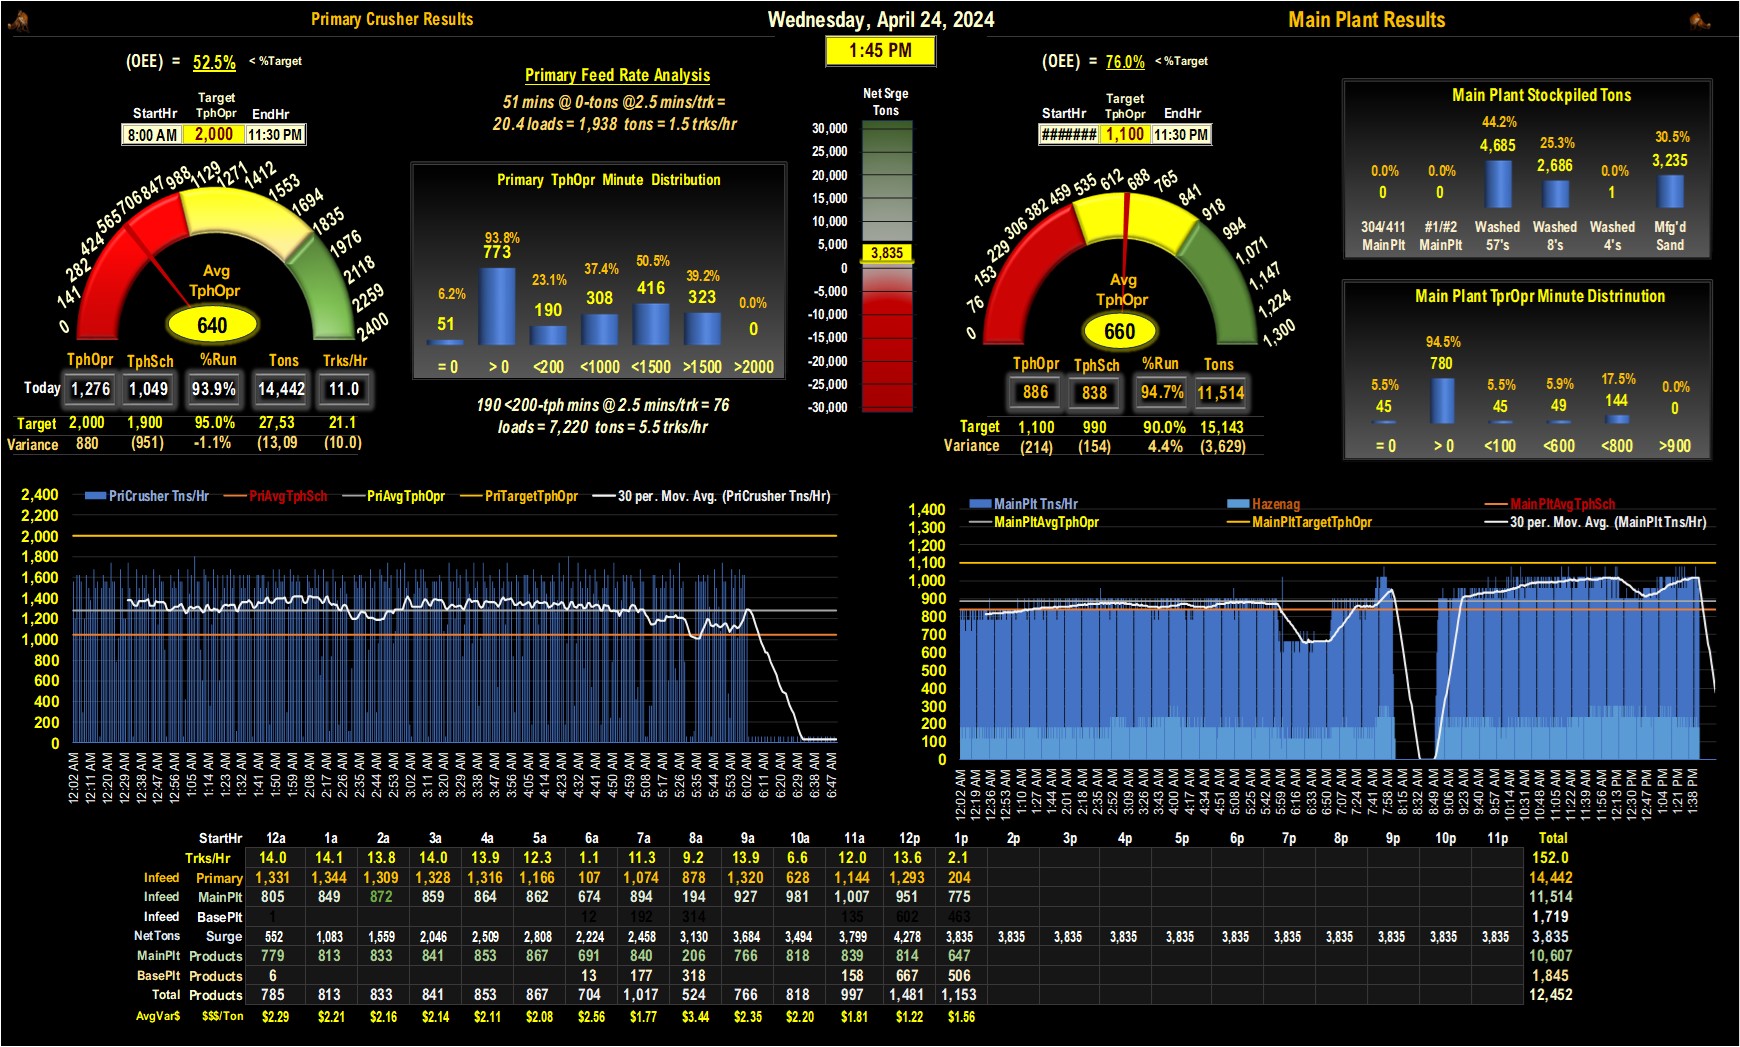 Primary Crusher Results
Wednesday, April 24, 2024
Main Plant Results
1:45 PM
(OEE) = 52.5% < %Target
StartHr Target TphOpr EndHr
8:00 AM 2,000 11:30 PM
0 141 282 424 565 706 847 988 1129 1271 1412 1553 1694 1835 1976 2118 2259 2400
Avg
TphOpr
640
TphOpr TphSch %Run Tons Trks/Hr
Today 1,276 1,049 93.9% 14,442 11.0
Target 2,000 1,900 95.0% 27,53 21.1
Variance 880 (951) -1.1% (13,09 (10.0)
Primary Feed Rate Analysis
51 mins @ 0-tons @2.5 mins/trk =
20.4 loads = 1,938 tons = 1.5 trks/hr
Primary TphOpr Minute Distribution
6.2% 93.8% 23.1% 37.4% 50.5% 39.2% 0.0%
51 773 190 308 416 323 0
= 0 > 0 <200 <1000 <1500 >1500 >2000
190 <200-tph mins @ 2.5 mins/trk = 76
loads = 7,220 tons = 5.5 trks/hr
Net Srge
Tons
30,000
25,000
20,000
15,000
10,000
5,000
3,835
0
-5,000
-10,000
-15,000
-20,000
-25,000
-30,000
(OEE) = 76.0% < %Target
StartHr Target TphOpr EndHr
####### 1,100 11:30 PM
0 76 153 229 306 382 459 535 612 688 765 841 918 994 1,071 1,147 1,224 1,300
Avg
TphOpr
660
TphOpr TphSch %Run Tons
886 838 94.7% 11,514
Target 1,100 990 90.0% 15,143
Variance (214) (154) 4.4% (3,629)
Main Plant Stockpiled Tons
0.0% 0.0% 44.2% 25.3% 0.0% 30.5%
0 0 4,685 2,686 1 3,235
304/411 #1/#2 Washed Washed Washed Mfg'd
MainPlt MainPlt 57's 8's 4's Sand
Main Plant TprOpr Minute Distrinution
5.5% 94.5% 5.5% 5.9% 17.5% 0.0%
45 780 45 49 144 0
= 0 > 0 <100 <600 <800 >900
PriCrusher Tns/Hr PriAvgTphSch PriAvgTphOpr PriTargetTphOpr 30 per. Mov. Avg. (PriCrusher Tns/Hr)
2,400
2,200
2,000
1,800
1,600
1,400
1,200
1,000
800
600
400
200
0
12:02 AM 12:11 AM 12:20 AM 12:29 AM 12:38 AM 12:47 AM 12:56 AM 1:05 AM 1:14 AM 1:23 AM 1:32 AM 1:41 AM 1:50 AM 1:59 AM 2:08 AM 2:17 AM 2:26 AM 2:35 AM 2:44 AM 2:53 AM 3:02 AM 3:11 AM 3:20 AM 3:29 AM 3:38 AM 3:47 AM 3:56 AM 4:05 AM 4:14 AM 4:23 AM 4:32 AM 4:41 AM 4:50 AM 4:59 AM 5:08 AM 5:17 AM 5:26 AM 5:35 AM 5:44 AM 5:53 AM 6:02 AM 6:11 AM 6:20 AM 6:29 AM 6:38 AM 6:47 AM
MainPlt Tns/Hr Hazenag MainPltAvgTphSch
MainPltAvgTphOpr MainPltTargetTphOpr 30 per. Mov. Avg. (MainPlt Tns/Hr)
1,400
1,300
1,200
1,100
1,000
900
800
700
600
500
400
300
200
100
0
12:02 AM 12:19 AM 12:36 AM 12:53 AM 1:10 AM 1:27 AM 1:44 AM 2:01 AM 2:18 AM 2:35 AM 2:52 AM 3:09 AM 3:26 AM 3:43 AM 4:00 AM 4:17 AM 4:34 AM 4:51 AM 5:08 AM 5:25 AM 5:42 AM 5:59 AM 6:16 AM 6:33 AM 6:50 AM 7:07 AM 7:24 AM 7:41 AM 7:58 AM 8:15 AM 8:32 AM 8:49 AM 9:06 AM 9:23 AM 9:40 AM 9:57 AM 10:14 AM 10:31 AM 10:48 AM 11:05 AM 11:22 AM 11:39 AM 11:56 AM 12:13 PM 12:30 PM 12:47 PM 1:04 PM 1:21 PM 1:38 PM
StartHr 12a 1a 2a 3a 4a 5a 6a 7a 8a 9a 10a 11a 12p 1p 2p 3p 4p 5p 6p 7p 8p 9p 10p 11p Total
Trks/Hr 14.0 14.1 13.8 14.0 13.9 12.3 1.1 11.3 9.2 13.9 6.6 12.0 13.6 2.1 152.0
Infeed Primary 1,331 1,344 1,309 1,328 1,316 1,166 107 1,074 878 1,320 628 1,144 1,293 204 14,442
Infeed MainPlt 805 849 872 859 864 862 674 894 194 927 981 1,007 951 775 11,514
Infeed BasePlt 1 12 192 314 135 602 463 1,719
NetTons Surge 552 1,083 1,559 2,046 2,509 2,808 2,224 2,458 3,130 3,684 3,494 3,799 4,278 3,835 3,835 3,835 3,835 3,835 3,835 3,835 3,835 3,835 3,835 3,835 3,835
MainPlt Products 779 813 833 841 853 867 691 840 206 766 818 839 814 647 10,607
BasePlt Products 6 13 177 318 158 667 506 1,845
Total Products 785 813 833 841 853 867 704 1,017 524 766 818 997 1,481 1,153 12,452
AvgVar$ $$$/Ton $2.29 $2.21 $2.16 $2.14 $2.11 $2.08 $2.56 $1.77 $3.44 $2.35 $2.20 $1.81 $1.22 $1.56